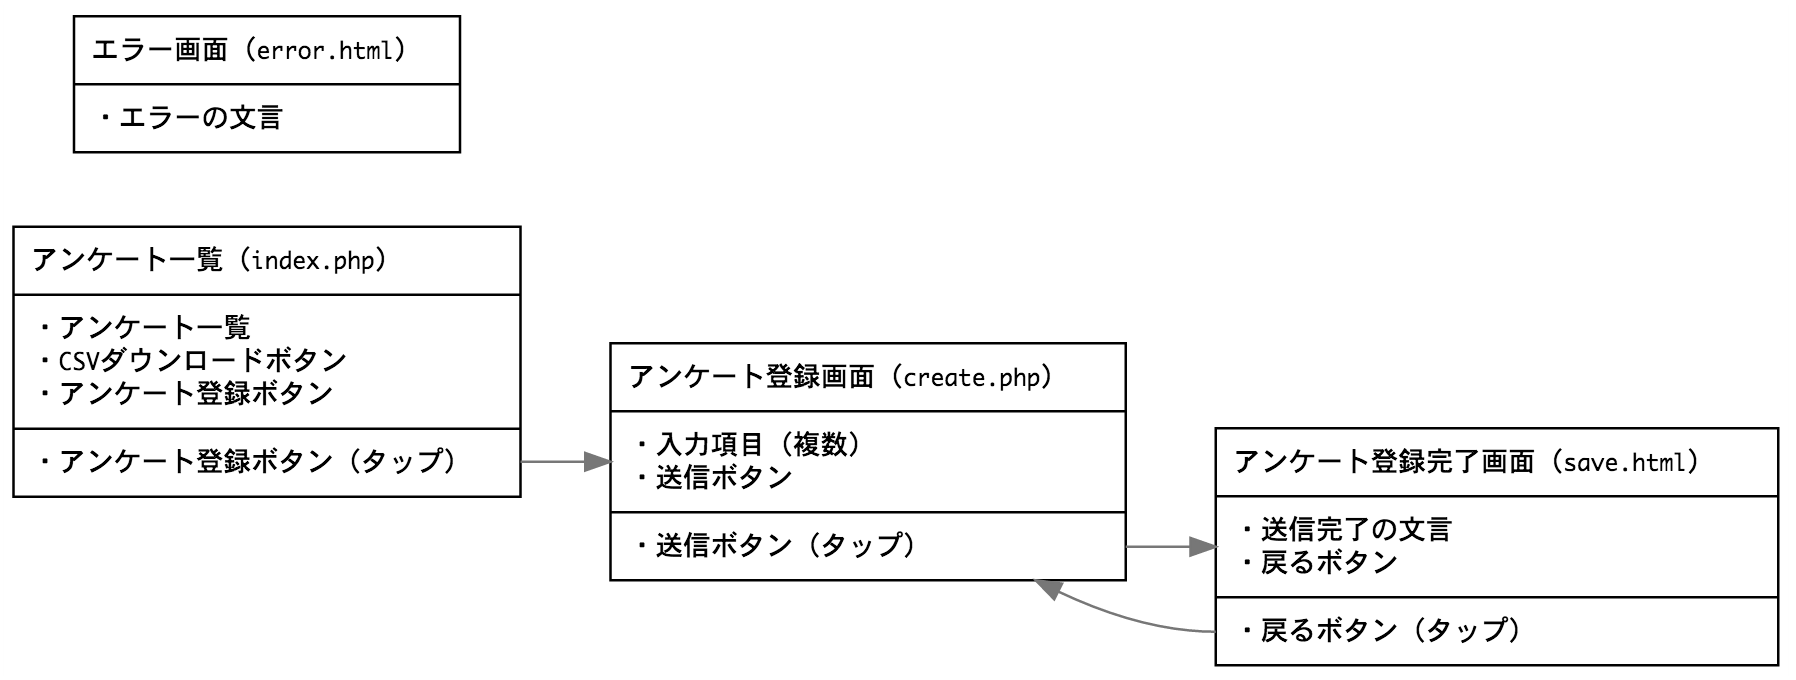 エラー画面（error.html）
・エラーの文言
アンケート一覧（index.php）
・アンケート一覧
・CSVダウンロードボタン
・アンケート登録ボタン
・アンケート登録ボタン（タップ）
アンケート登録画面（create.php）
・入力項目（複数）
・送信ボタン
・送信ボタン（タップ）
アンケート登録完了画面（save.html）
・送信完了の文言
・戻るボタン
・戻るボタン（タップ）